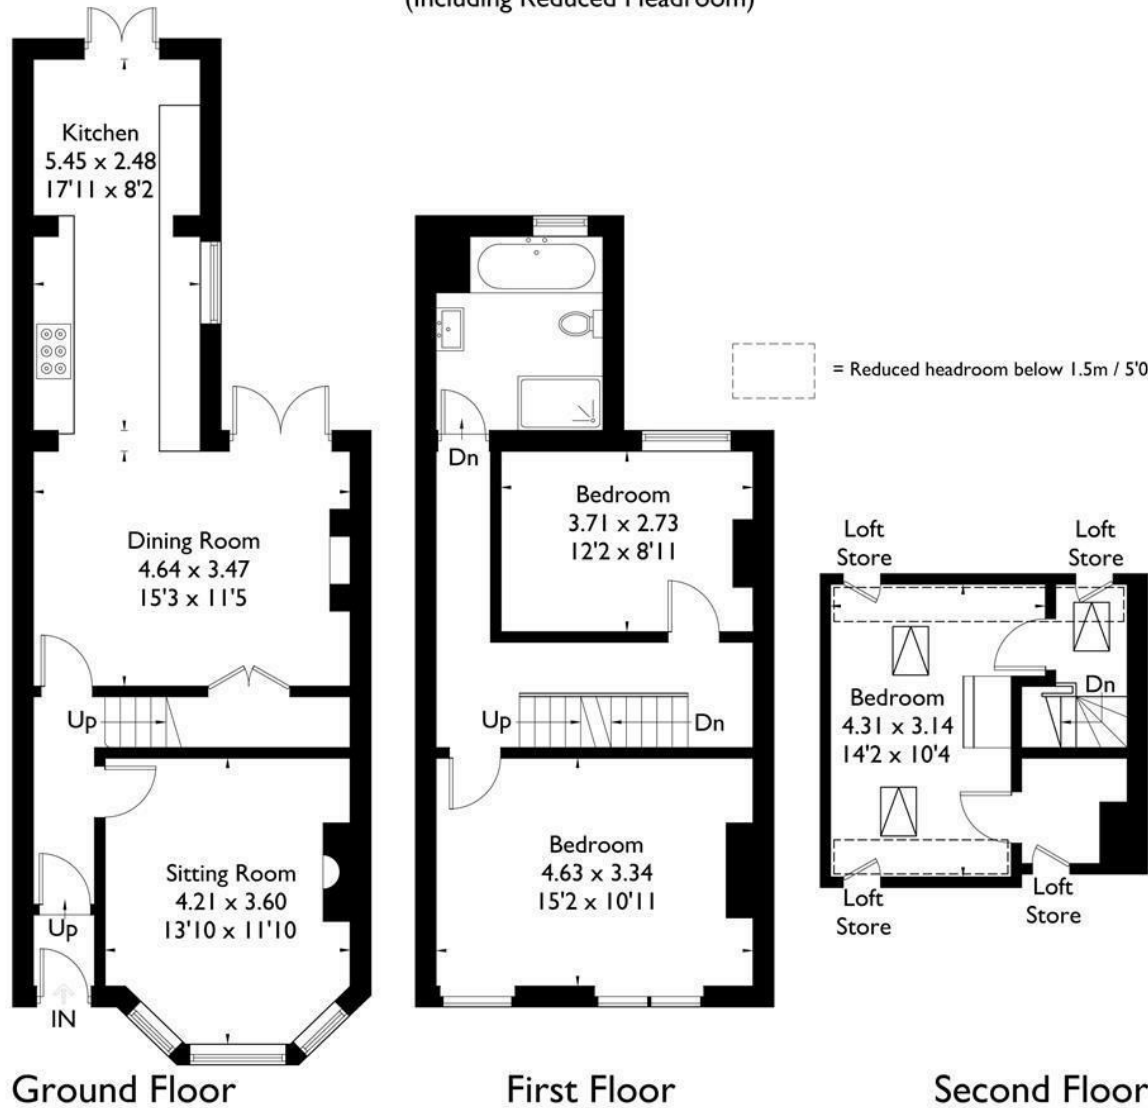 (Including Reduced Headroom)
Kitchen
5.45 x 2.48
17'11 x 8'2
Dining Room
4.64 x 3.47
15'3 x 11'5
Up
Sitting Room
4.21 x 3.60
13'10 x 11'10
Up
IN
Ground Floor
Dn
Bedroom
3.71 x 2.73
12'2 x 8'11
Up
Dn
Bedroom
4.63 x 3.34
15'2 x 10'11
First Floor
= Reduced headroom below 1.5m / 5'0
Loft
Store
Loft
Store
Bedroom
4.31 x 3.14
14'2 x 10'4
Dn
Loft
Store
Loft
Store
Second Floor